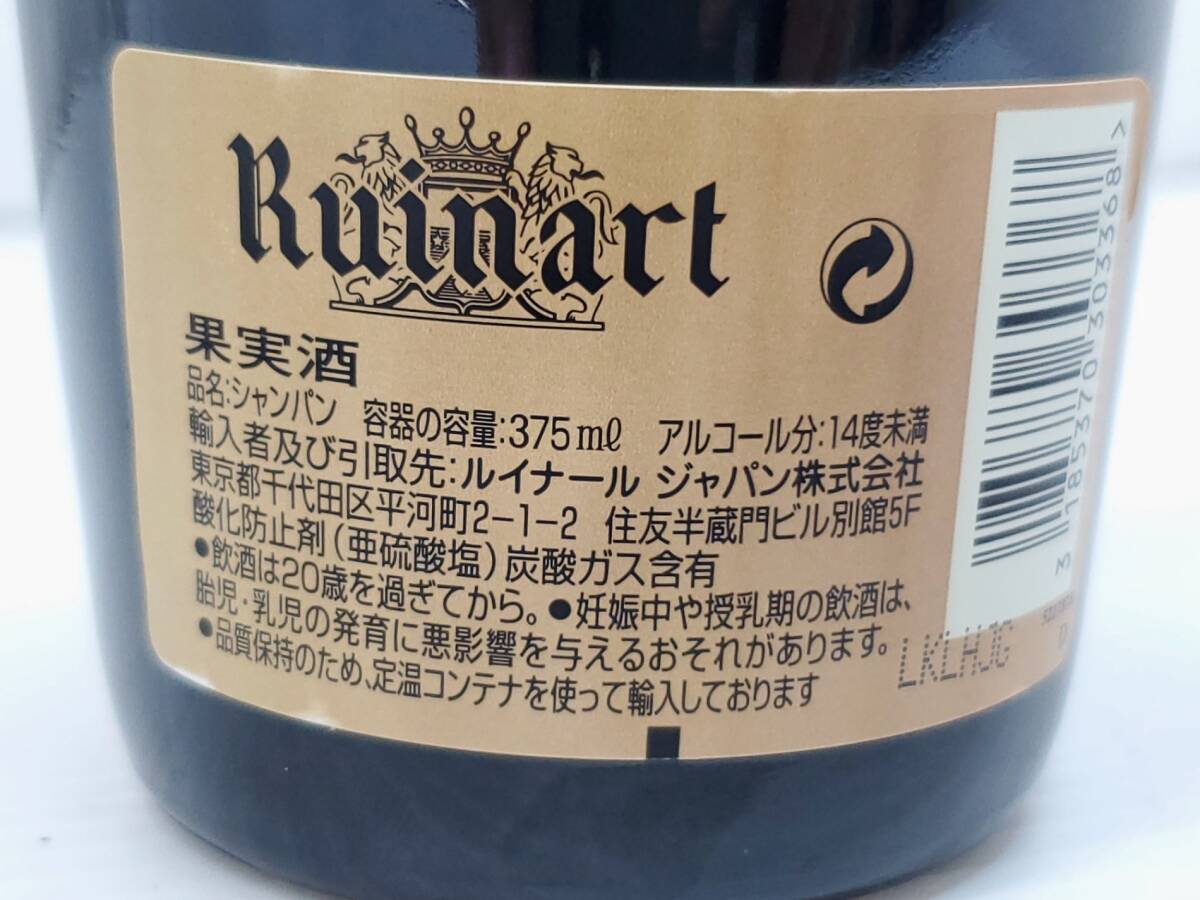 Ruinart
果実酒
品名:シャンパン 容器の容量:375mℓ アルコール分:14度未満
輸入者及び引取先:ルイナール ジャパン株式会社
東京都千代田区平河町2-1-2 住友半蔵門ビル別館5F
酸化防止剤(亜硫酸塩)炭酸ガス含有
●飲酒は20歳を過ぎてから。●妊娠中や授乳期の飲酒は、
胎児・乳児の発育に悪影響を与えるおそれがあります。
●品質保持のため、定温コンテナを使って輸入しております
3 185370 303368 >
LKLHJG